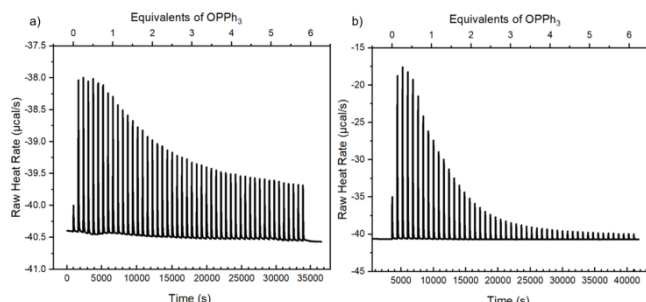 a)
Equivalents of OPPh₃
0 1 2 3 4 5 6
-37.5
-38.0
-38.5
-39.0
-39.5
-40.0
-40.5
-41.0
Raw Heat Rate (µcal/s)
0 5000 10000 15000 20000 25000 30000 35000
Time (s)
b)
Equivalents of OPPh₃
0 1 2 3 4 5 6
-15
-20
-25
-30
-35
-40
-45
Raw Heat Rate (µcal/s)
5000 10000 15000 20000 25000 30000 35000 40000
Time (s)